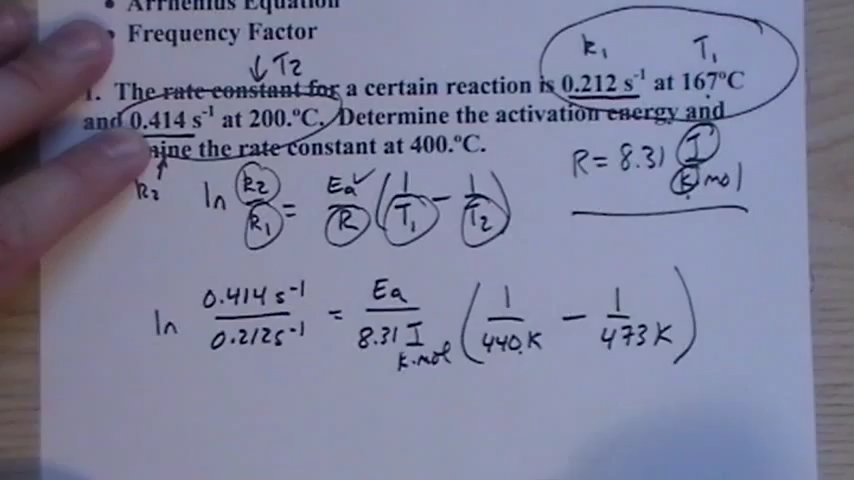 • Arrhenius Equation
• Frequency Factor
k1 T1
↓ T2
1. The rate constant for a certain reaction is 0.212 s⁻¹ at 167°C
and 0.414 s⁻¹ at 200.°C. Determine the activation energy and
the rate constant at 400.°C.
R = 8.31 J/K mol
k2
ln k2/k1 = Ea/R (1/T1 - 1/T2)
ln 0.414 s⁻¹/0.212 s⁻¹ = Ea/8.31 J/K·mol (1/440.K - 1/473 K)